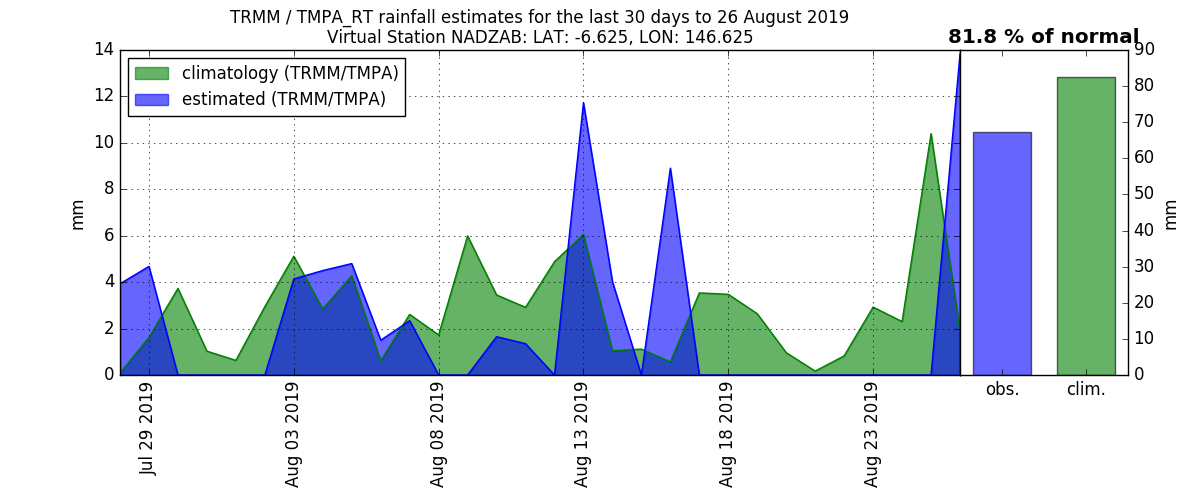 TRMM / TMPA_RT rainfall estimates for the last 30 days to 26 August 2019
Virtual Station NADZAB: LAT: -6.625, LON: 146.625
81.8 % of normal
climatology (TRMM/TMPA)
estimated (TRMM/TMPA)
14
12
10
8
6
4
2
0
mm
Jul 29 2019
Aug 03 2019
Aug 08 2019
Aug 13 2019
Aug 18 2019
Aug 23 2019
90
80
70
60
50
40
30
20
10
0
mm
obs.
clim.